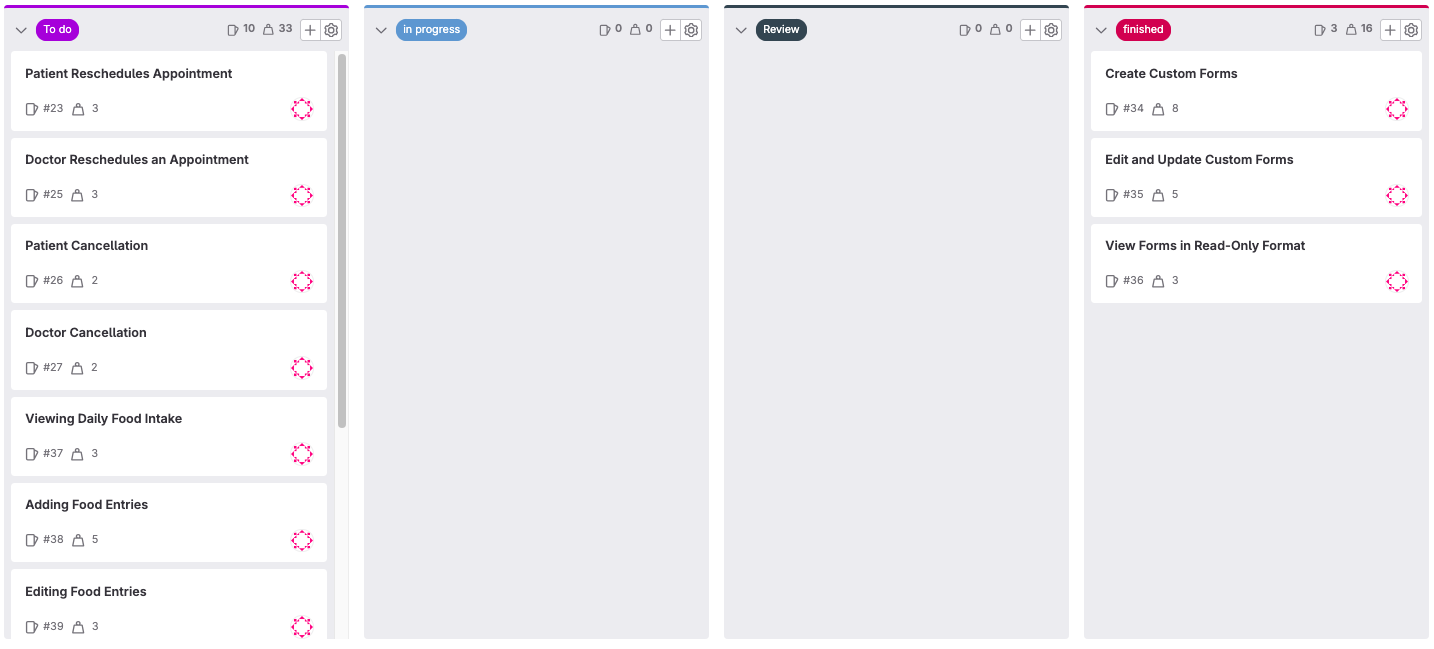 To do 10 33
Patient Reschedules Appointment
#23 3
Doctor Reschedules an Appointment
#25 3
Patient Cancellation
#26 2
Doctor Cancellation
#27 2
Viewing Daily Food Intake
#37 3
Adding Food Entries
#38 5
Editing Food Entries
#39 3
in progress 0 0
Review 0 0
finished 3 16
Create Custom Forms
#34 8
Edit and Update Custom Forms
#35 5
View Forms in Read-Only Format
#36 3